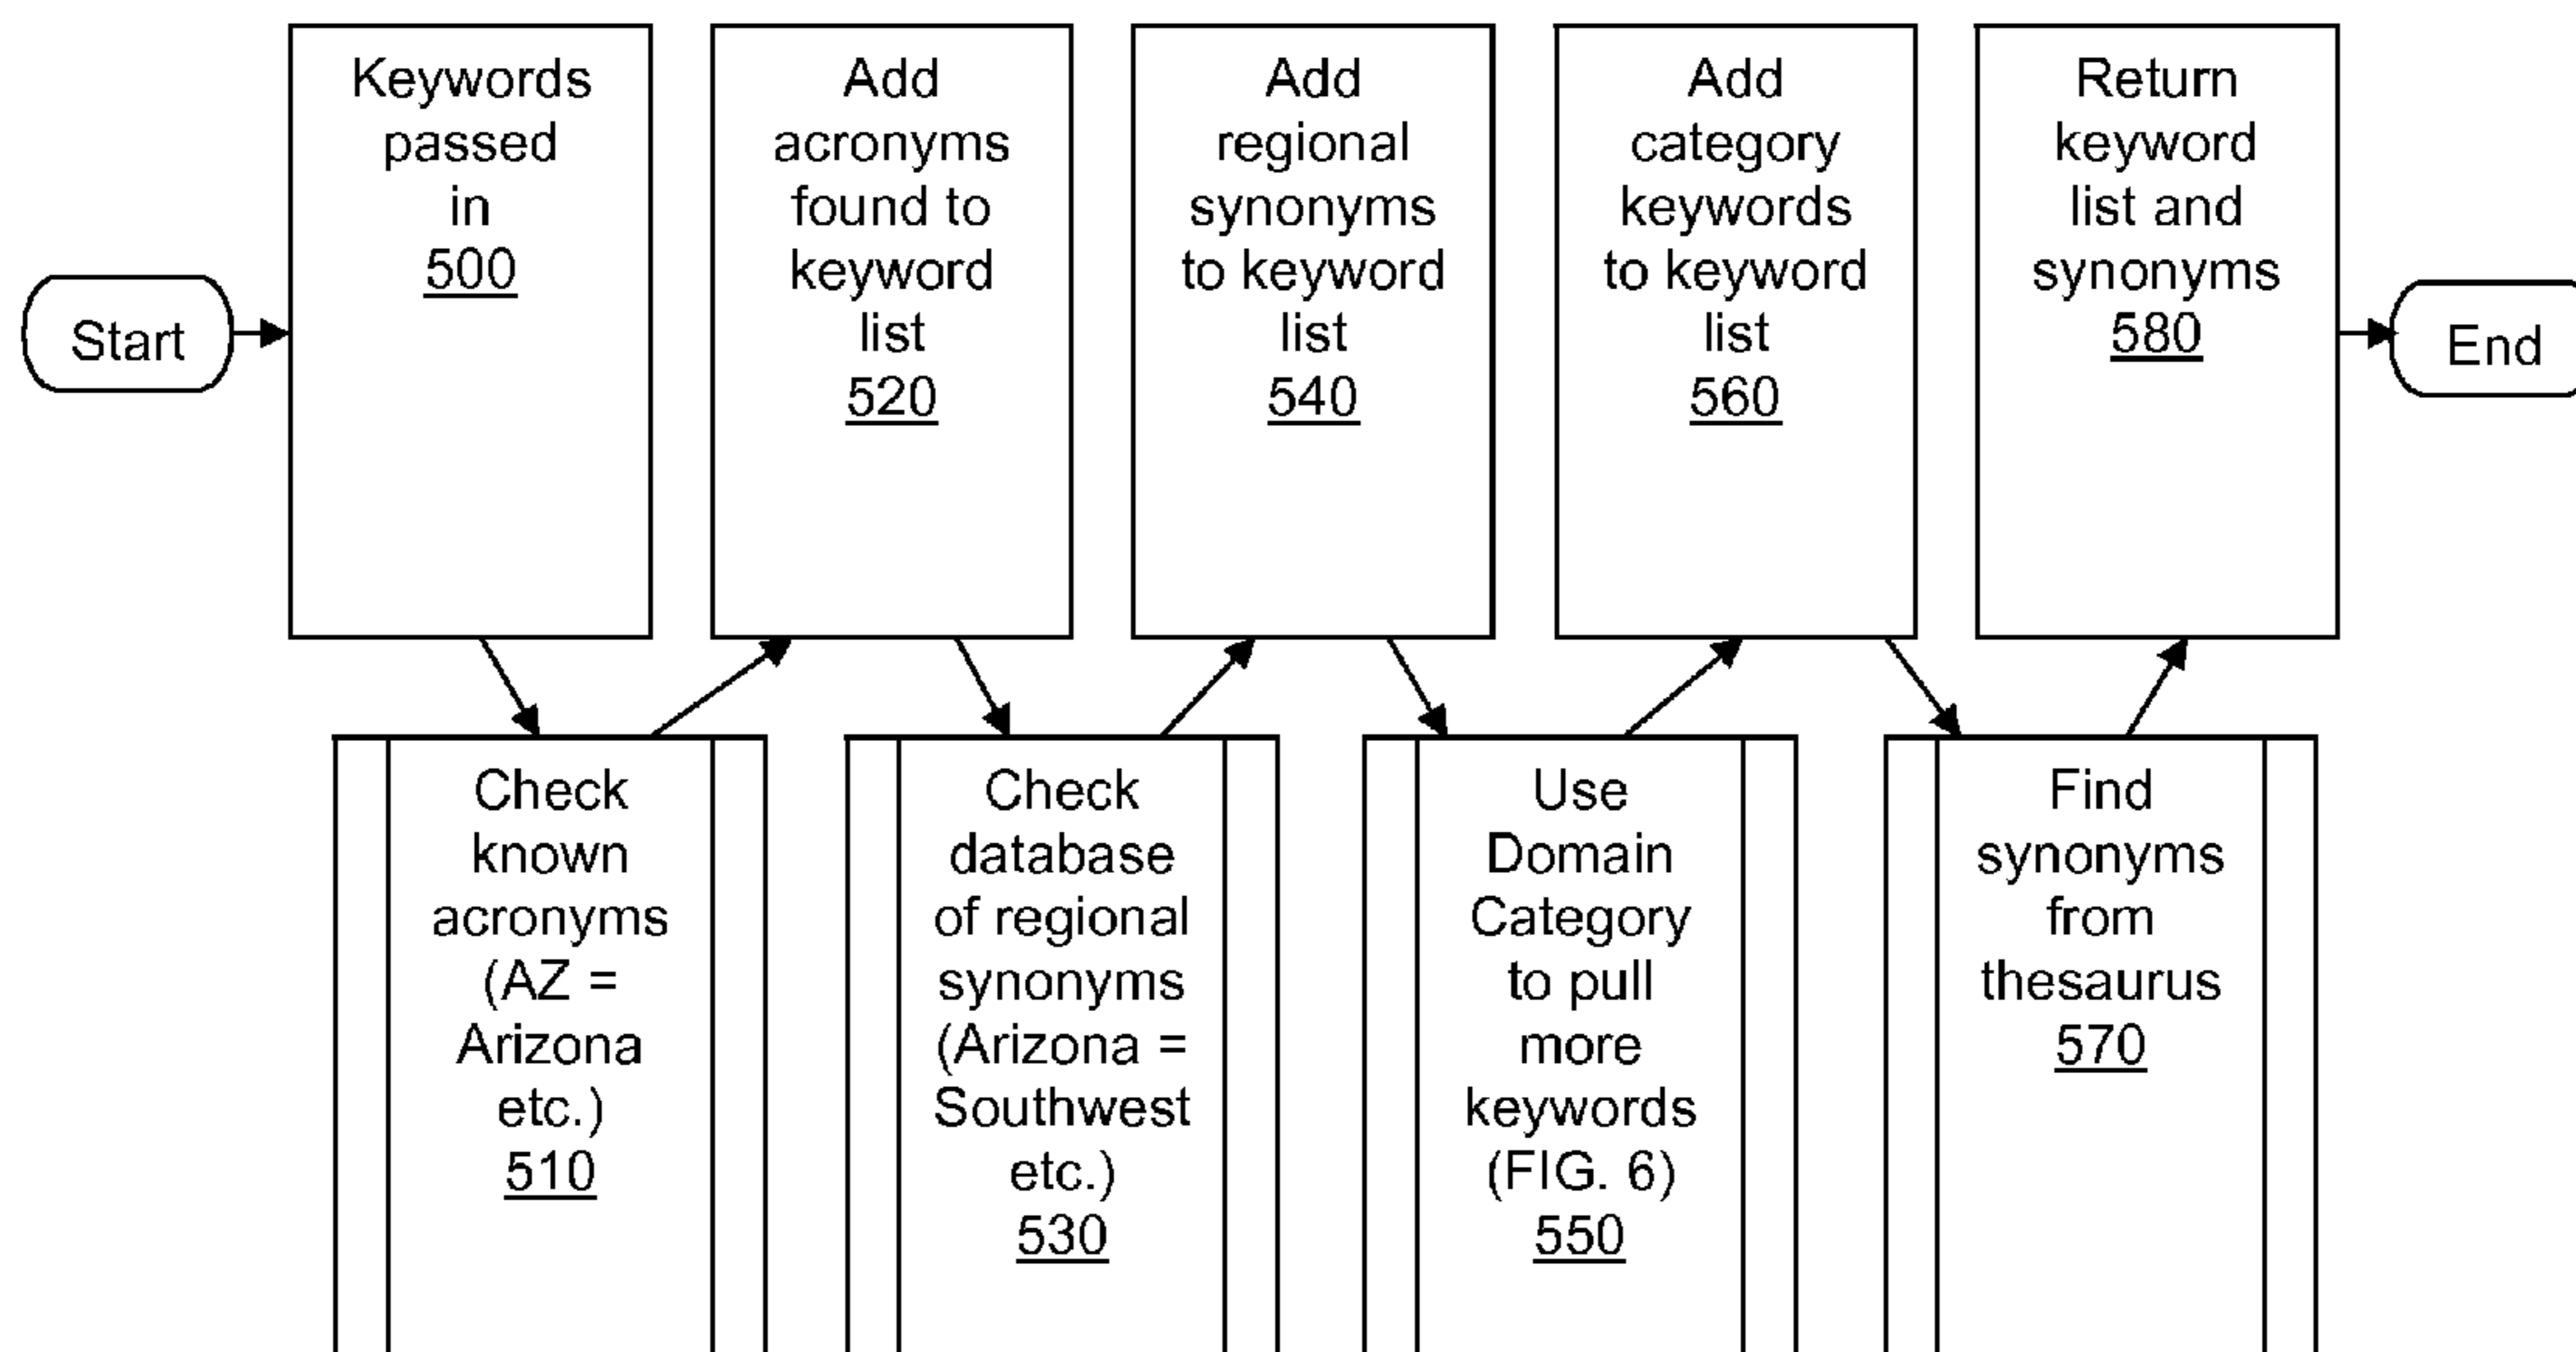 Start
Keywords
passed
in
500
Check
known
acronyms
(AZ =
Arizona
etc.)
510
Add
acronyms
found to
keyword
list
520
Check
database
of regional
synonyms
(Arizona =
Southwest
etc.)
530
Add
regional
synonyms
to keyword
list
540
Use
Domain
Category
to pull
more
keywords
(FIG. 6)
550
Add
category
keywords
to keyword
list
560
Find
synonyms
from
thesaurus
570
Return
keyword
list and
synonyms
580
End